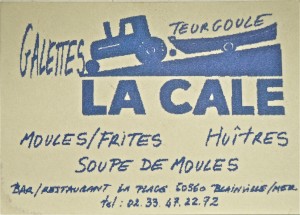 GALETTES
TEURGOULE
LA CALE
MOULES/FRITES HUÎTRES
SOUPE DE MOULES
BAR/RESTAURANT LA PLAGE 50560 BLAINVILLE/MER
tel: 02.33.47.22.72